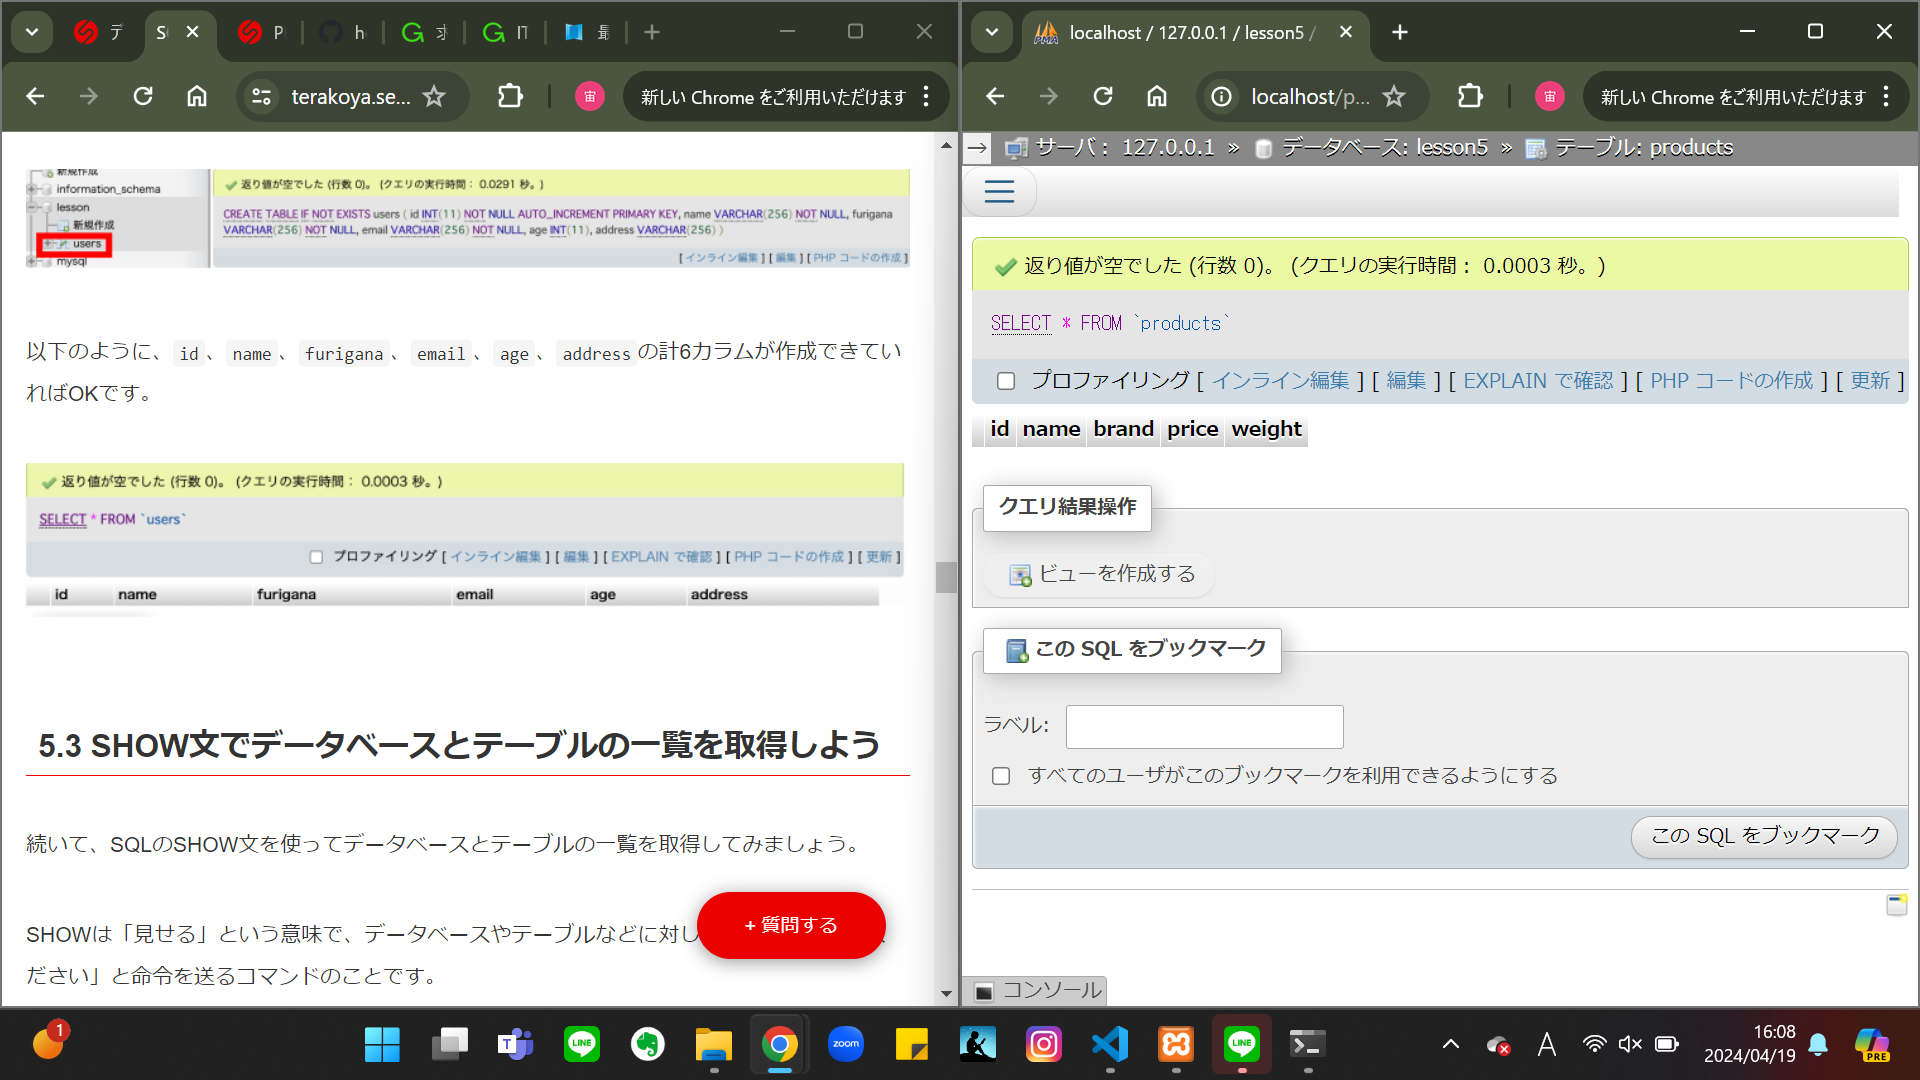 terakoya.se...
新しい Chrome をご利用いただけます
新規作成
information_schema
lesson
新規作成
users
mysql
返り値が空でした (行数 0)。 (クエリの実行時間： 0.0291 秒。)
CREATE TABLE IF NOT EXISTS users ( id INT(11) NOT NULL AUTO_INCREMENT PRIMARY KEY, name VARCHAR(256) NOT NULL, furigana
VARCHAR(256) NOT NULL, email VARCHAR(256) NOT NULL, age INT(11), address VARCHAR(256) )
[ インライン編集 ] [ 編集 ] [ PHP コードの作成 ]
以下のように、 id 、 name 、 furigana 、 email 、 age 、 address の計6カラムが作成できてい
ればOKです。
返り値が空でした (行数 0)。 (クエリの実行時間： 0.0003 秒。)
SELECT * FROM `users`
プロファイリング [ インライン編集 ] [ 編集 ] [ EXPLAIN で確認 ] [ PHP コードの作成 ] [ 更新 ]
id name furigana email age address
5.3 SHOW文でデータベースとテーブルの一覧を取得しよう
続いて、SQLのSHOW文を使ってデータベースとテーブルの一覧を取得してみましょう。
SHOWは「見せる」という意味で、データベースやテーブルなどに対し
ださい」と命令を送るコマンドのことです。
+ 質問する
localhost / 127.0.0.1 / lesson5 /
localhost/p...
宙
新しい Chrome をご利用いただけます
サーバ： 127.0.0.1 » データベース: lesson5 » テーブル: products
返り値が空でした (行数 0)。 (クエリの実行時間： 0.0003 秒。)
SELECT * FROM `products`
プロファイリング [ インライン編集 ] [ 編集 ] [ EXPLAIN で確認 ] [ PHP コードの作成 ] [ 更新 ]
id name brand price weight
クエリ結果操作
ビューを作成する
この SQL をブックマーク
ラベル:
すべてのユーザがこのブックマークを利用できるようにする
この SQL をブックマーク
コンソール
1
LINE
zoom
LINE
A
16:08
2024/04/19
PRE